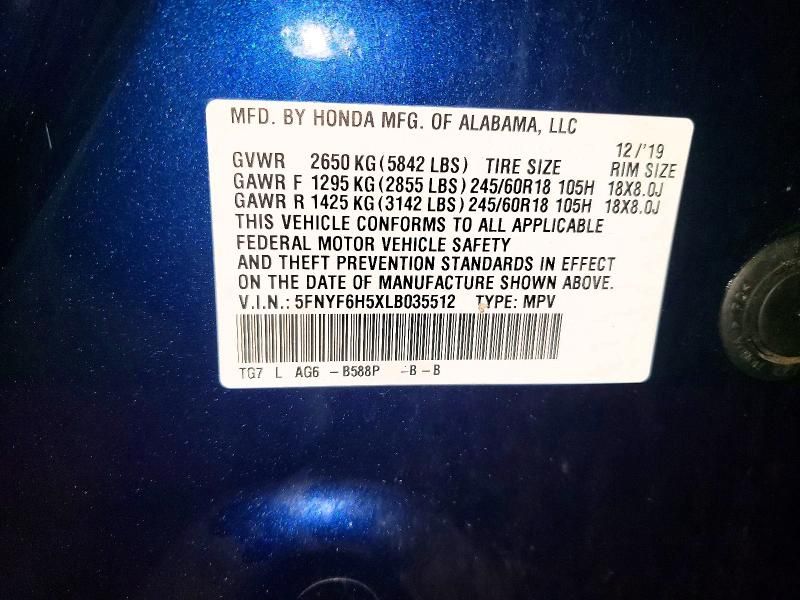 MFD. BY HONDA MFG. OF ALABAMA, LLC
12/'19
GVWR 2650 KG (5842 LBS) TIRE SIZE RIM SIZE
GAWR F 1295 KG (2855 LBS) 245/60R18 105H 18X8.0J
GAWR R 1425 KG (3142 LBS) 245/60R18 105H 18X8.0J
THIS VEHICLE CONFORMS TO ALL APPLICABLE
FEDERAL MOTOR VEHICLE SAFETY
AND THEFT PREVENTION STANDARDS IN EFFECT
ON THE DATE OF MANUFACTURE SHOWN ABOVE.
V.I.N.: 5FNYF6H5XLB035512 TYPE: MPV
TG7 L AG6 -B588P -B-B